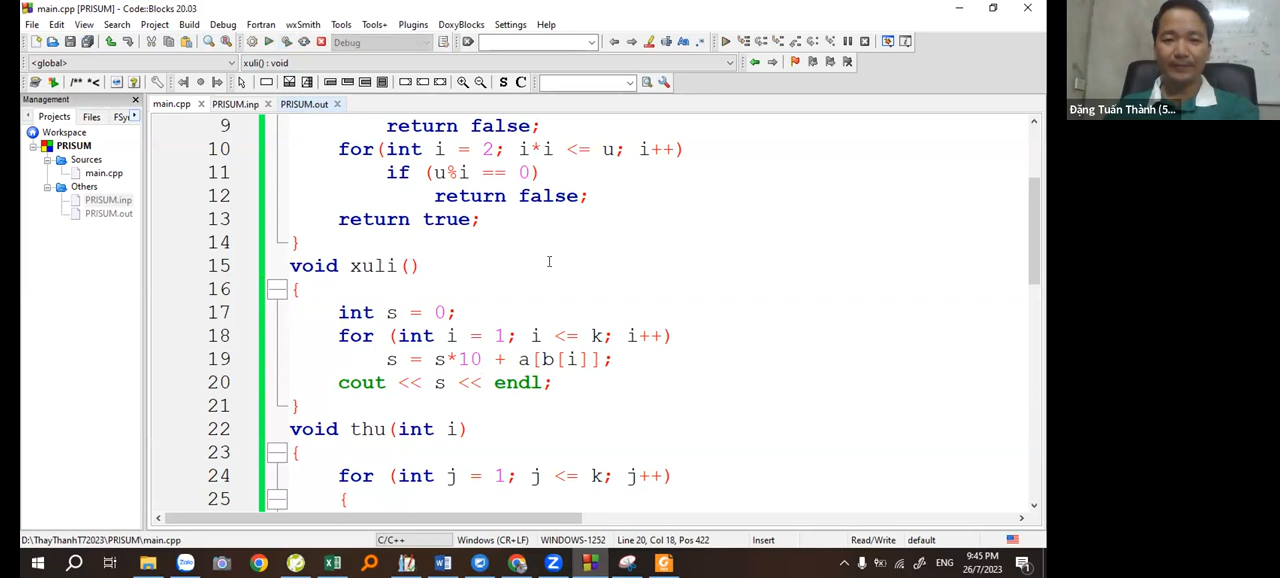 main.cpp [PRISUM] - Code::Blocks 20.03
File Edit View Search Project Build Debug Fortran wxSmith Tools Tools+ Plugins DoxyBlocks Settings Help
Debug
<global> xuli() : void
/** *<
S C
Management
Projects Files FSy
main.cpp PRISUM.inp PRISUM.out
Workspace
PRISUM
Sources
main.cpp
Others
PRISUM.inp
PRISUM.out
9 return false;
10 for(int i = 2; i*i <= u; i++)
11 if (u%i == 0)
12 return false;
13 return true;
14 }
15 void xuli()
16 {
17 int s = 0;
18 for (int i = 1; i <= k; i++)
19 s = s*10 + a[b[i]];
20 cout << s << endl;
21 }
22 void thu(int i)
23 {
24 for (int j = 1; j <= k; j++)
25 {
D:\ThayThanhT72023\PRISUM\main.cpp C/C++ Windows (CR+LF) WINDOWS-1252 Line 20, Col 18, Pos 422 Insert Read/Write default
9:45 PM
26/7/2023
Đặng Tuấn Thành (5...